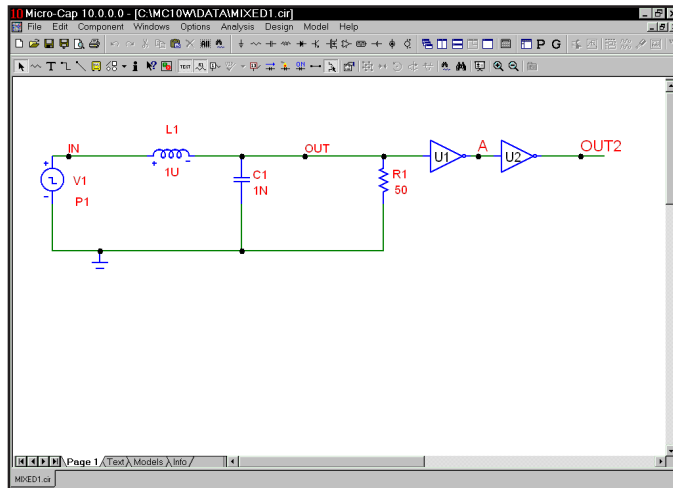 Micro-Cap 10.0.0.0 - [C:\MC10W\DATA\MIXED1.cir]
File Edit Component Windows Options Analysis Design Model Help
L1
IN
OUT
A
OUT2
U1
U2
1U
V1
C1
R1
P1
1N
50
Page 1 Text Models Info
MIXED1.cir